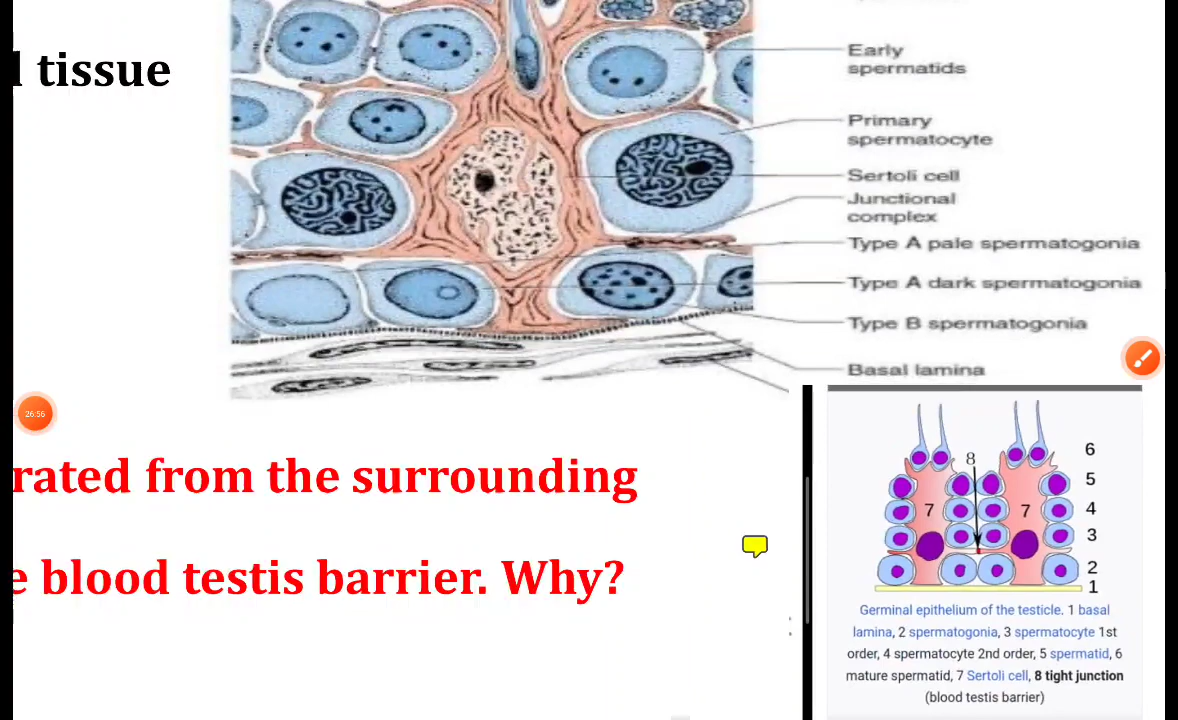 l tissue
Early
spermatids
Primary
spermatocyte
Sertoli cell
Junctional
complex
Type A pale spermatogonia
Type A dark spermatogonia
Type B spermatogonia
Basal lamina
26:56
rated from the surrounding
e blood testis barrier. Why?
8
6
5
7
7
4
3
2
1
Germinal epithelium of the testicle. 1 basal
lamina, 2 spermatogonia, 3 spermatocyte 1st
order, 4 spermatocyte 2nd order, 5 spermatid, 6
mature spermatid, 7 Sertoli cell, 8 tight junction
(blood testis barrier)